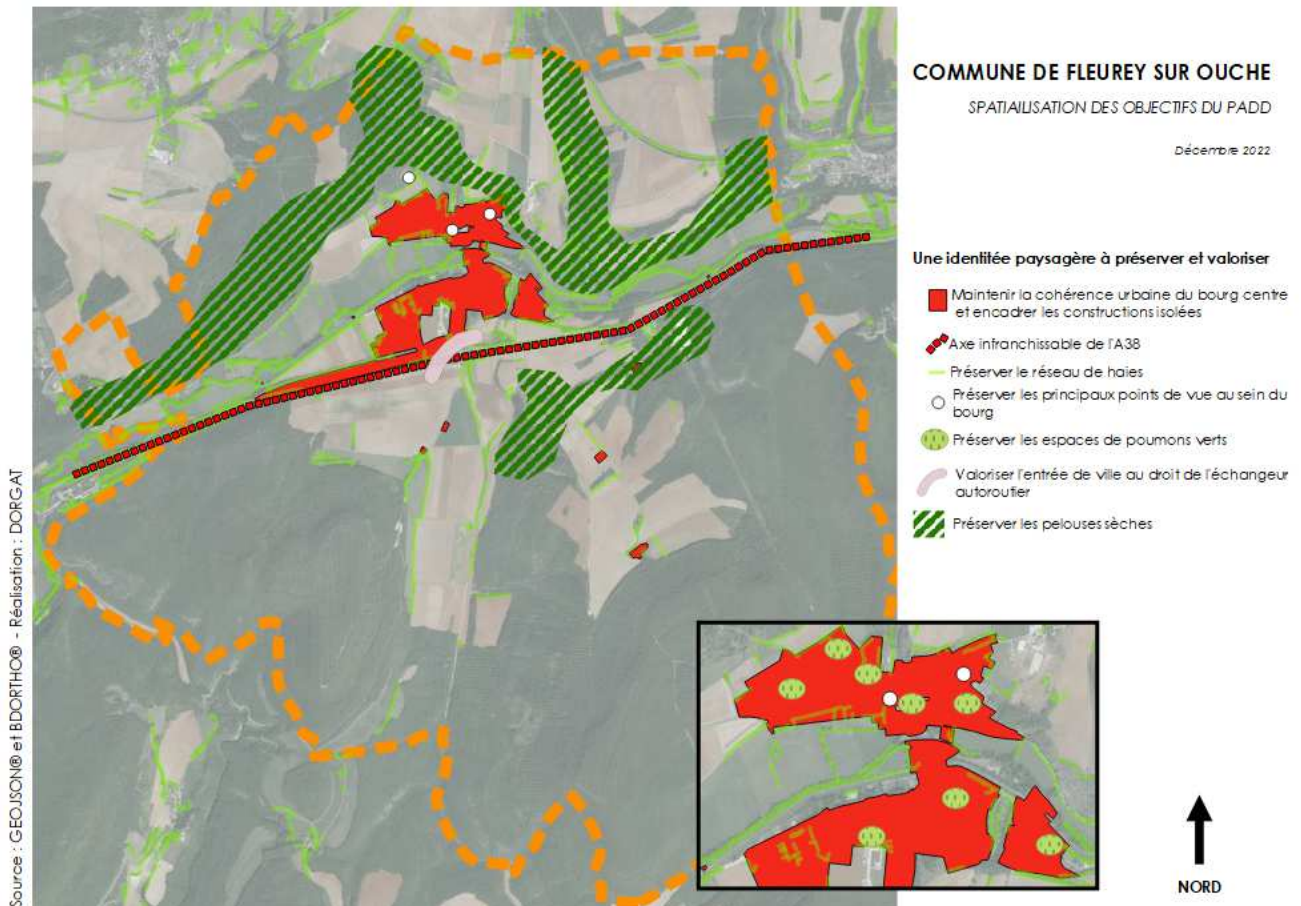 COMMUNE DE FLEUREY SUR OUCHE
SPATIAILISATION DES OBJECTIFS DU PADD
Décembre 2022
Une identitée paysagère à préserver et valoriser
Maintenir la cohérence urbaine du bourg centre
et encadrer les constructions isolées
Axe infranchissable de l'A38
Préserver le réseau de haies
Préserver les principaux points de vue au sein du
bourg
Préserver les espaces de poumons verts
Valoriser l'entrée de ville au droit de l'échangeur
autoroutier
Préserver les pelouses sèches
NORD
Source : GEOJSON® et BDORTHO® - Réalisation : DORGAT